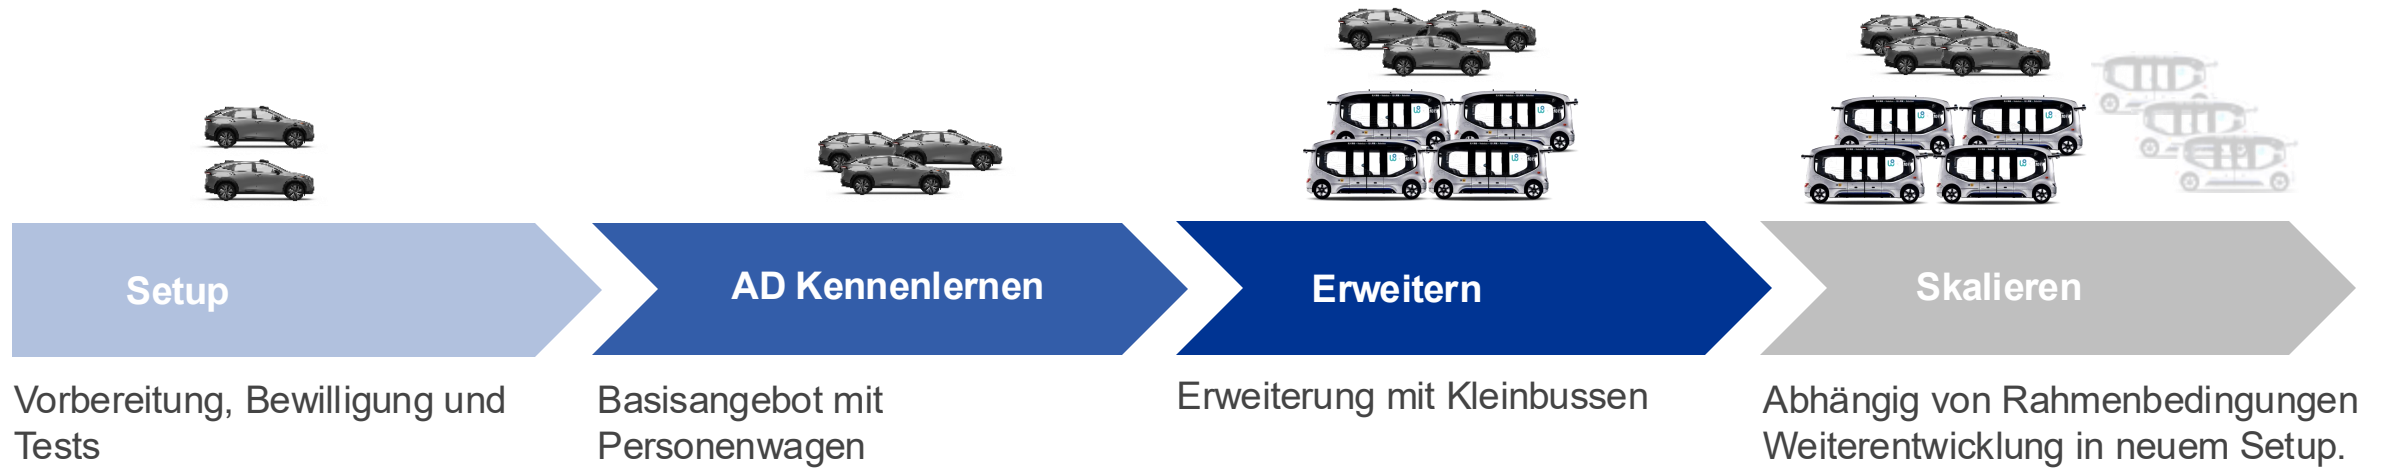 Setup
AD Kennenlernen
Erweitern
Skalieren
Vorbereitung, Bewilligung und
Tests
Basisangebot mit
Personenwagen
Erweiterung mit Kleinbussen
Abhängig von Rahmenbedingungen
Weiterentwicklung in neuem Setup.